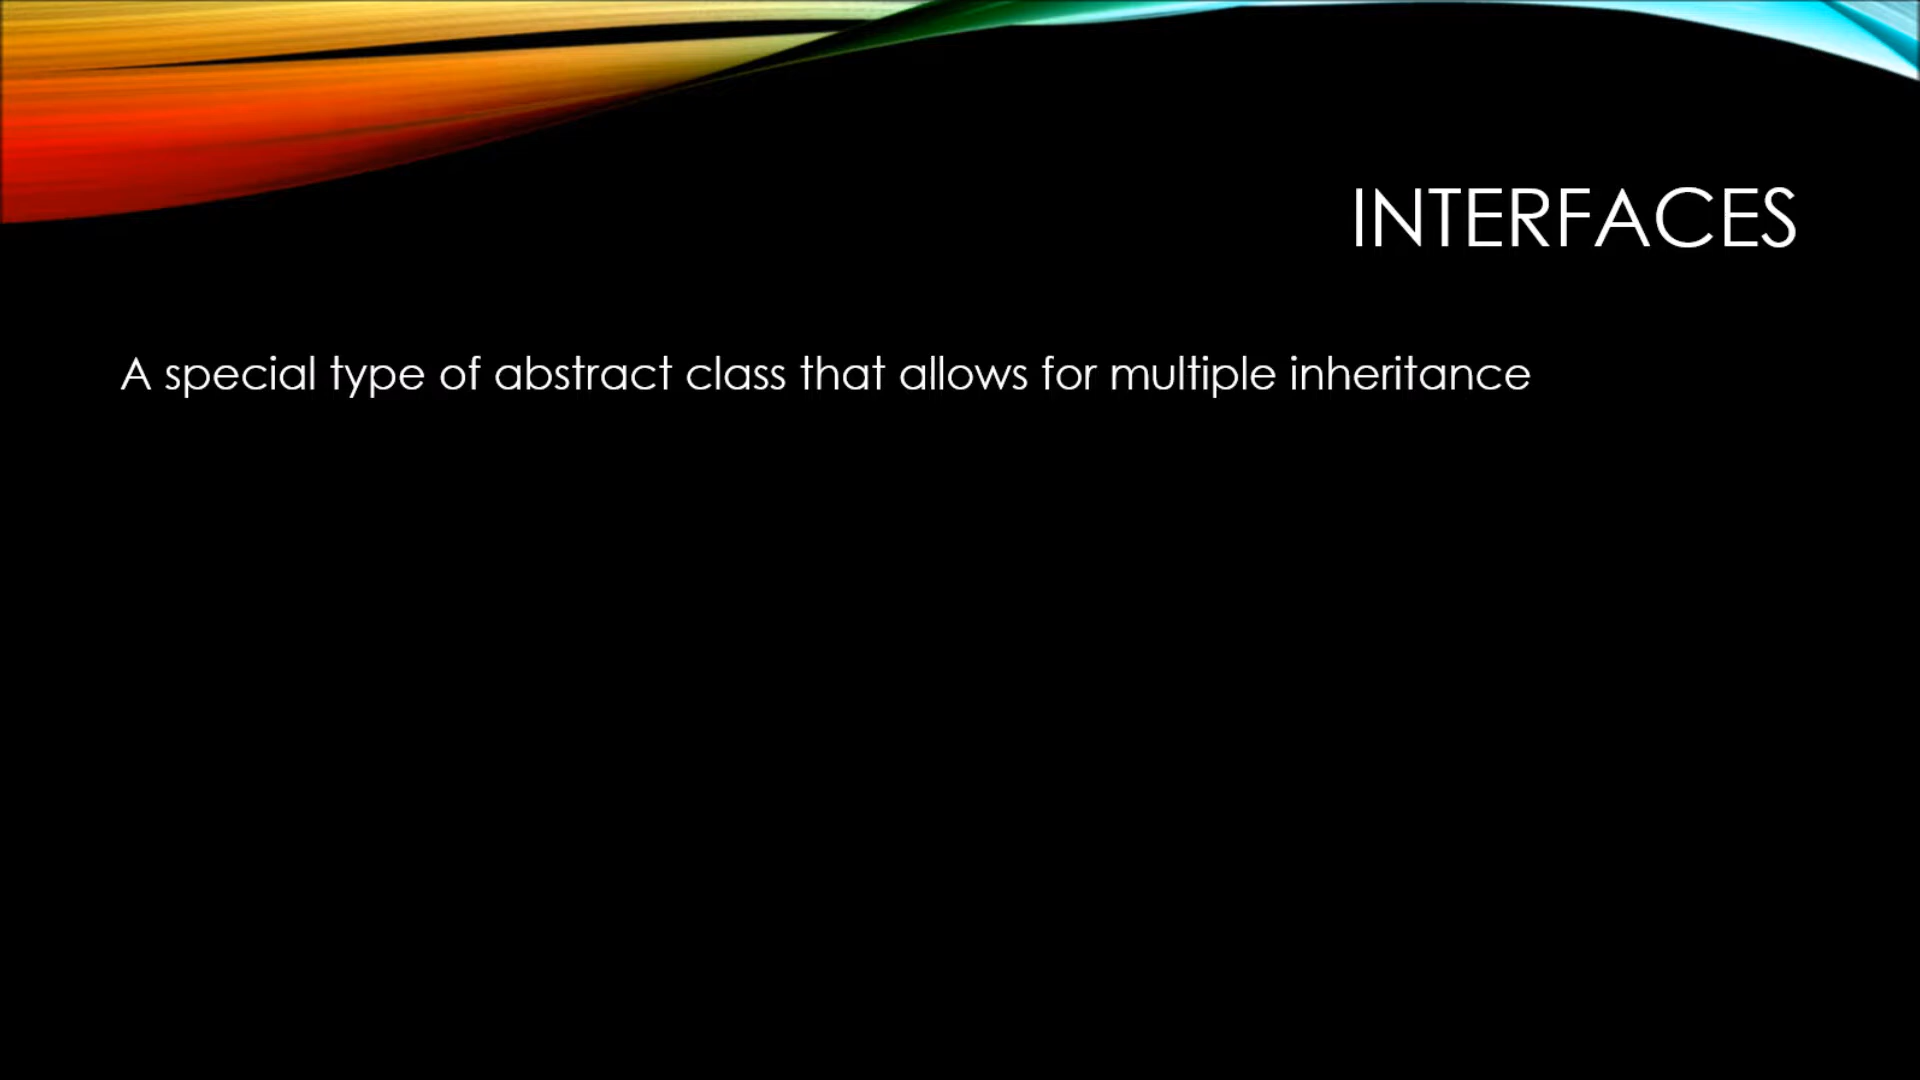 INTERFACES
A special type of abstract class that allows for multiple inheritance